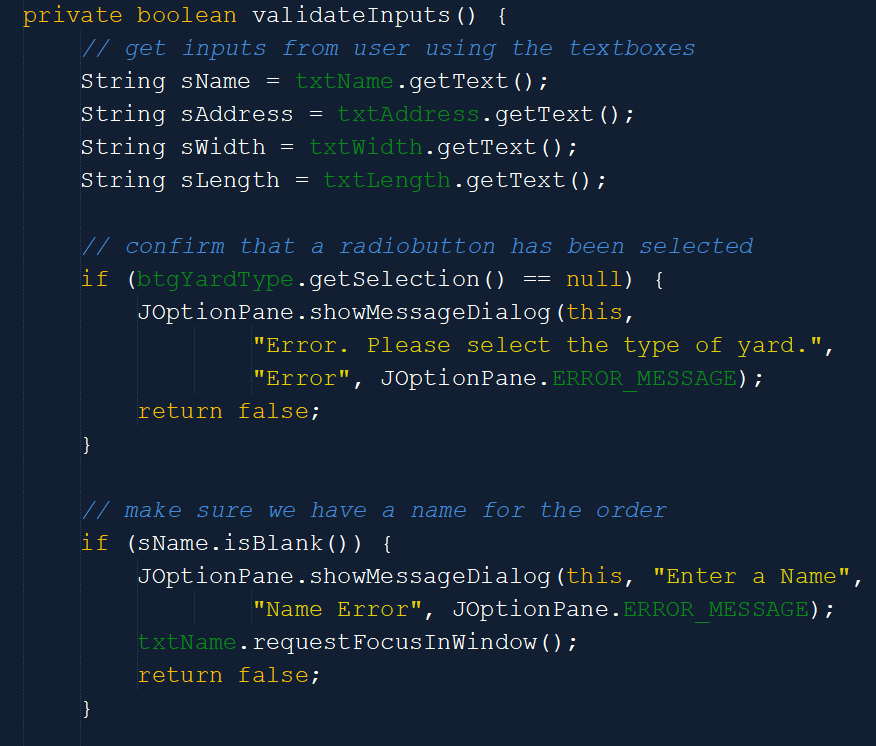 private boolean validateInputs() {
// get inputs from user using the textboxes
String sName = txtName.getText();
String sAddress = txtAddress.getText();
String sWidth = txtWidth.getText();
String sLength = txtLength.getText();
// confirm that a radiobutton has been selected
if (btgYardType.getSelection() == null) {
JOptionPane.showMessageDialog(this,
"Error. Please select the type of yard.",
"Error", JOptionPane.ERROR_MESSAGE);
return false;
}
// make sure we have a name for the order
if (sName.isBlank()) {
JOptionPane.showMessageDialog(this, "Enter a Name",
"Name Error", JOptionPane.ERROR_MESSAGE);
txtName.requestFocusInWindow();
return false;
}